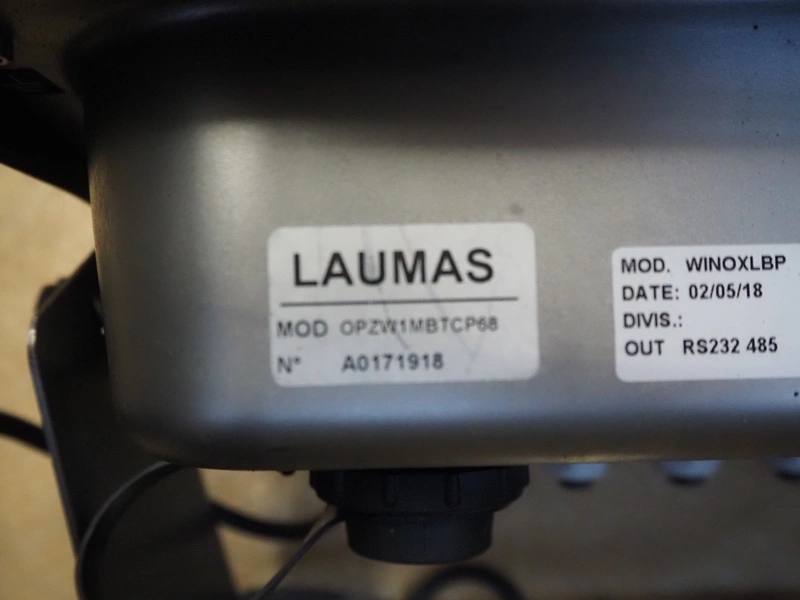 LAUMAS
MOD OPZW1MBTCP68
N° A0171918
MOD. WINOXLBP
DATE: 02/05/18
DIVIS.:
OUT RS232 485